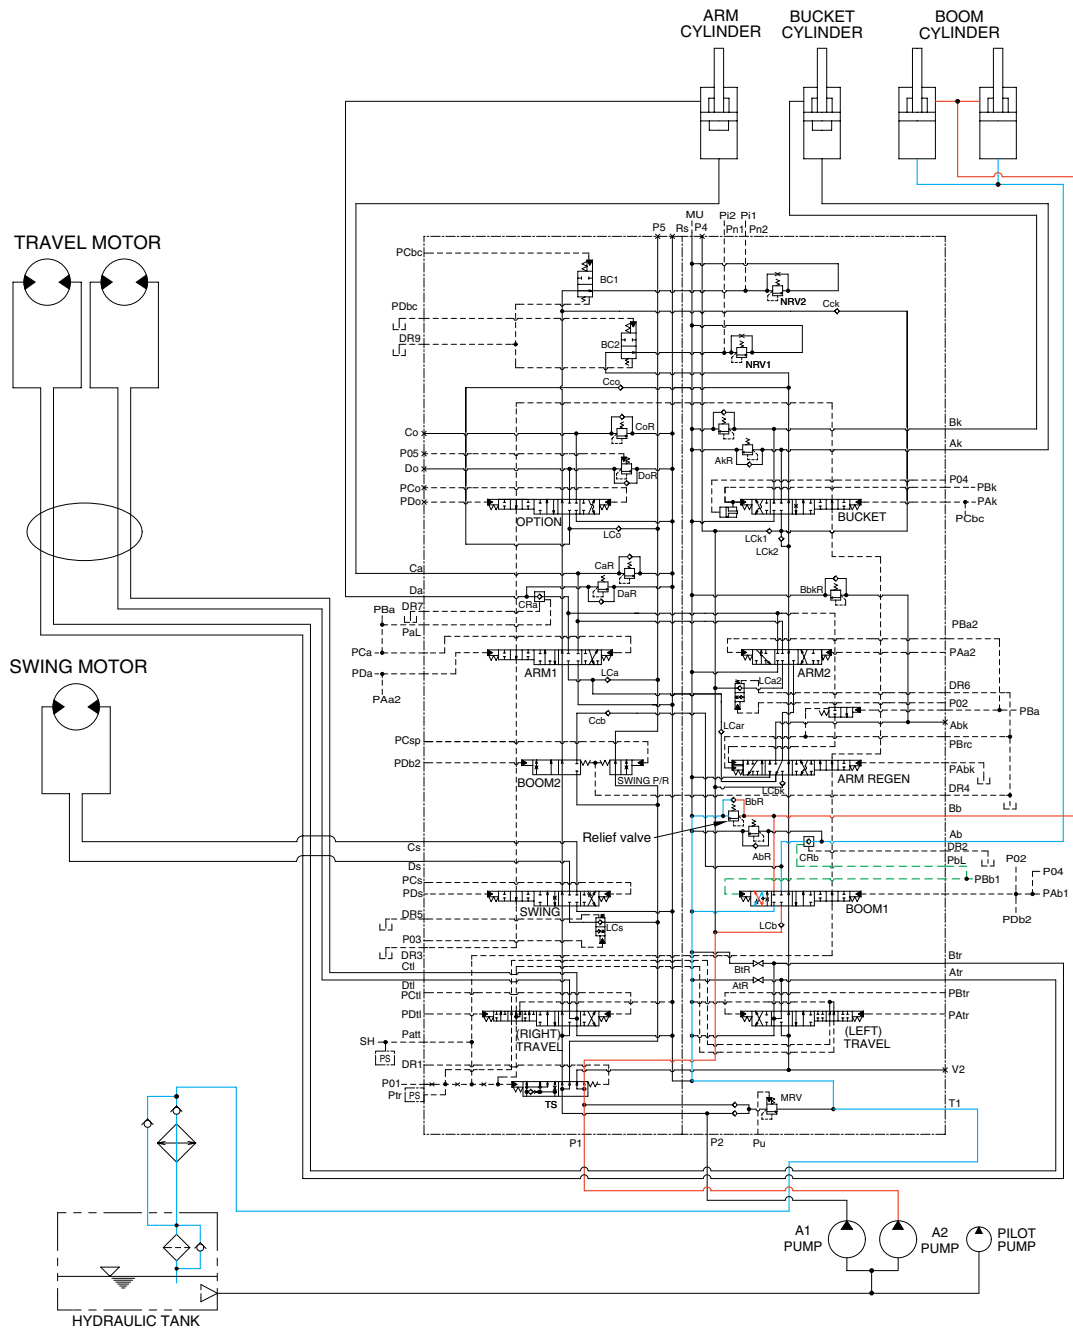 ARM
CYLINDER
BUCKET
CYLINDER
BOOM
CYLINDER
TRAVEL MOTOR
SWING MOTOR
P5
Rs
MU
P4
Pi2
Pi1
Pn1
Pn2
PCbc
BC1
NRV2
Cck
PDbc
DR9
BC2
NRV1
Cco
Co
CoR
Bk
P05
Ak
Do
DoR
AkR
PCo
P04
PBk
PDo
PAk
OPTION
BUCKET
PCbc
LCo
LCk1
LCk2
Ca
CaR
Da
DaR
BbkR
CRa
DR7
PBa
PaL
PBa2
PCa
PAa2
PDa
ARM1
ARM2
PAa2
LCa
LCa2
DR6
P02
PBa
Ccb
LCar
Abk
PCsp
PBrc
PDb2
PAbk
BOOM2
SWING P/R
ARM REGEN
LCbk
DR4
BbR
Bb
Relief valve
AbR
CRb
Ab
Cs
DR2
Ds
PbL
P02
PCs
PBb1
P04
PDs
PAb1
SWING
BOOM1
PDb2
DR5
LCs
LCb
P03
DR3
Btr
Ctl
BtR
Atr
Dtl
AtR
PCtl
PBtr
PDtl
PAtr
(RIGHT)
TRAVEL
(LEFT)
TRAVEL
Patt
SH
PS
DR1
V2
P01
Ptr
PS
TS
MRV
T1
P1
P2
Pu
A1
PUMP
A2
PUMP
PILOT
PUMP
HYDRAULIC TANK